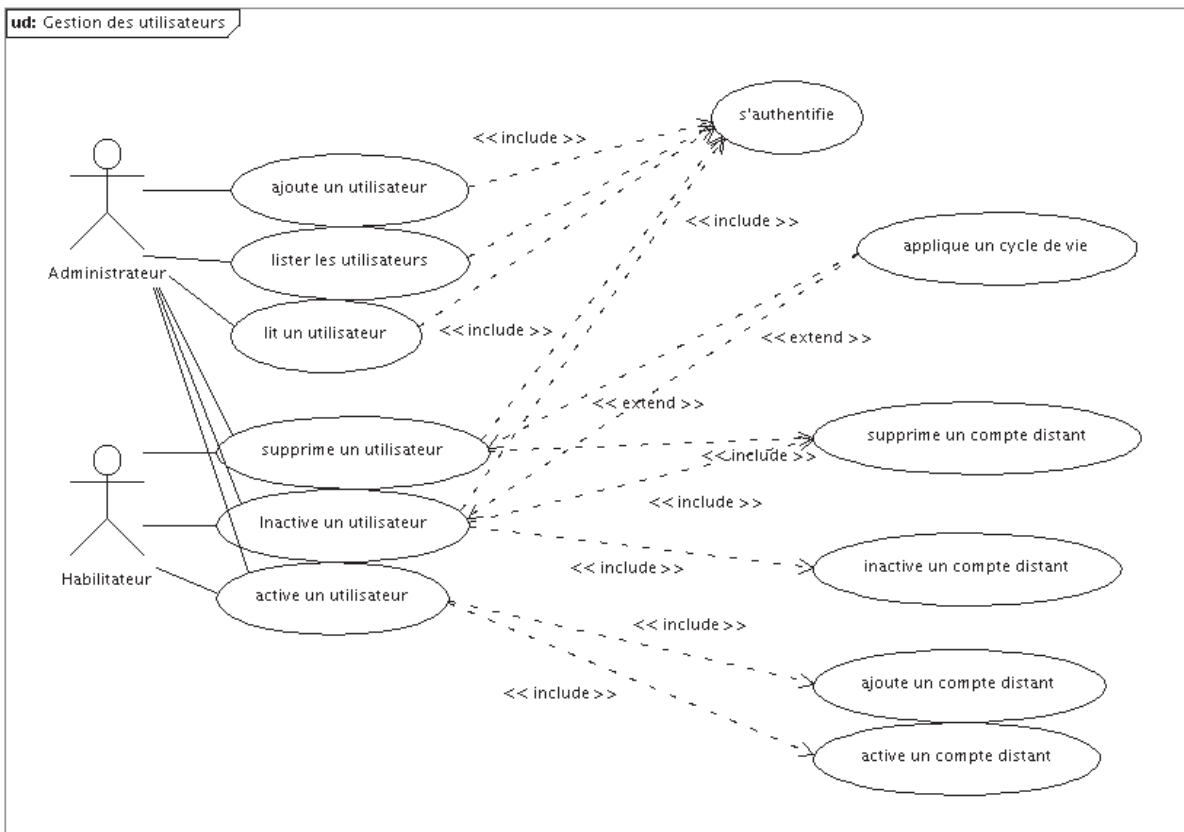 ud: Gestion des utilisateurs
s'authentifie
<< include >>
ajoute un utilisateur
<< include >>
applique un cycle de vie
lister les utilisateurs
Administrateur
lit un utilisateur
<< include >>
<< extend >>
<< extend >>
supprime un utilisateur
supprime un compte distant
<< include >>
<< include >>
Inactive un utilisateur
inactive un compte distant
<< include >>
Habilitateur
active un utilisateur
<< include >>
ajoute un compte distant
<< include >>
active un compte distant